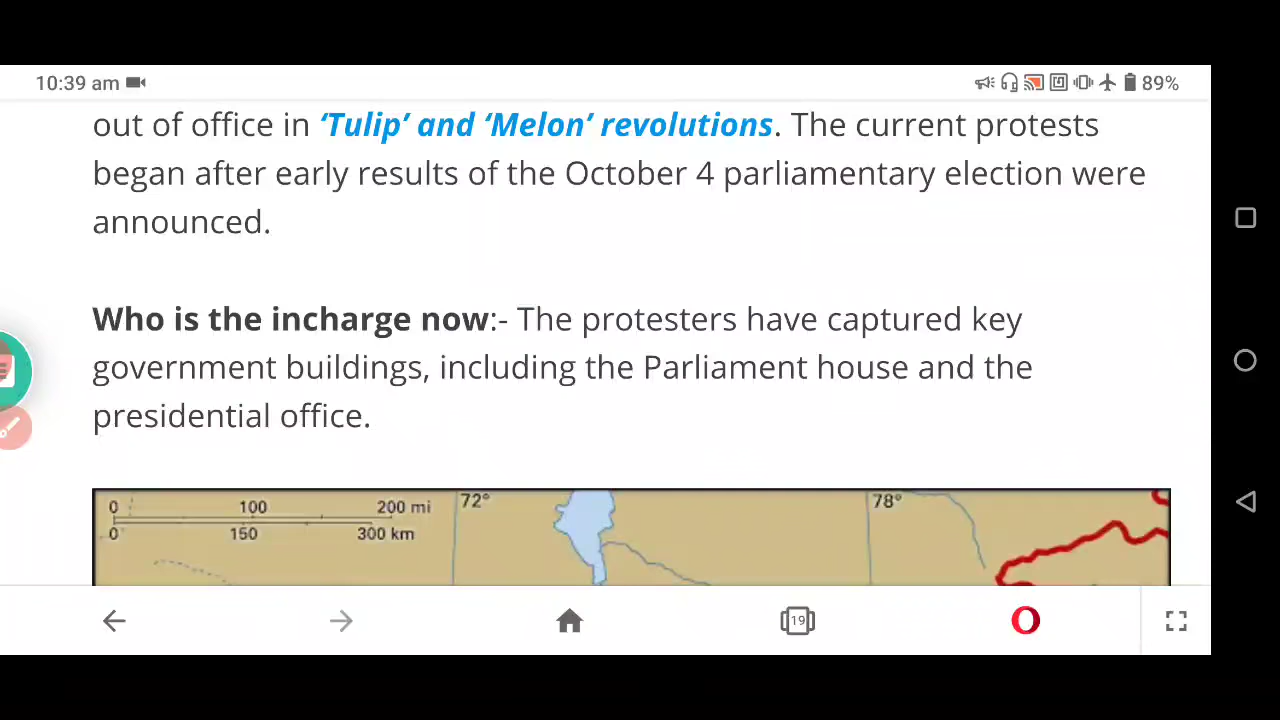 10:39 am
89%
out of office in ‘Tulip’ and ‘Melon’ revolutions. The current protests
began after early results of the October 4 parliamentary election were
announced.
Who is the incharge now:- The protesters have captured key
government buildings, including the Parliament house and the
presidential office.
0 100 200 mi
0 150 300 km
72°
78°
19